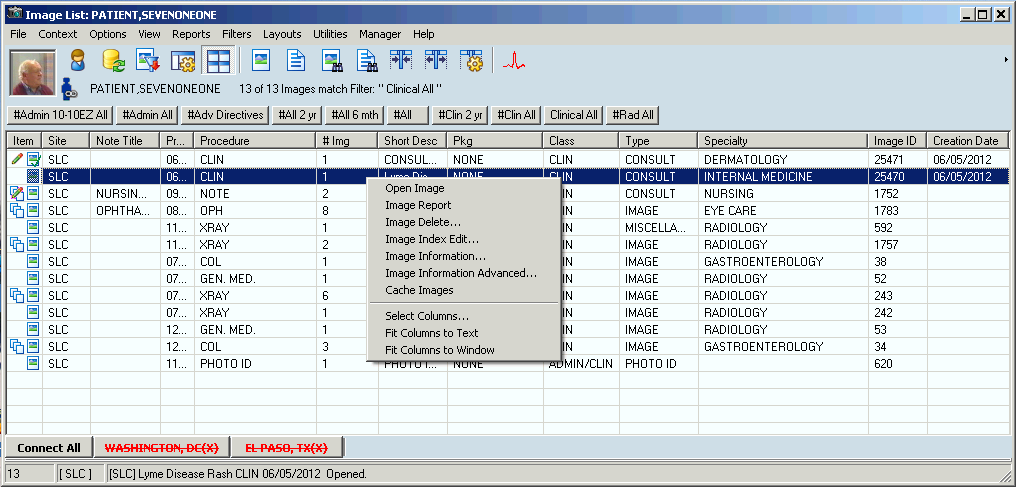 Image List: PATIENT,SEVENONEONE
File Context Options View Reports Filters Layouts Utilities Manager Help
PATIENT,SEVENONEONE 13 of 13 Images match Filter: " Clinical All "
#Admin 10-10EZ All #Admin All #Adv Directives #All 2 yr #All 6 mth #All #Clin 2 yr #Clin All Clinical All #Rad All
Item Site Note Title Pr... Procedure # Img Short Desc Pkg Class Type Specialty Image ID Creation Date
SLC 06... CLIN 1 CONSUL... NONE CLIN CONSULT DERMATOLOGY 25471 06/05/2012
SLC 06... CLIN 1 Lyme Dis... NONE CLIN CONSULT INTERNAL MEDICINE 25470 06/05/2012
SLC NURSIN... 09... NOTE 2 CONSULT NURSING 1752
SLC OPHTHA... 08... OPH 8 IMAGE EYE CARE 1783
SLC 11... XRAY 1 MISCELLA... RADIOLOGY 592
SLC 11... XRAY 2 IMAGE RADIOLOGY 1757
SLC 07... COL 1 IMAGE GASTROENTEROLOGY 38
SLC 07... GEN. MED. 1 IMAGE RADIOLOGY 52
SLC 07... XRAY 6 IMAGE RADIOLOGY 243
SLC 07... XRAY 1 IMAGE RADIOLOGY 242
SLC 12... GEN. MED. 1 IMAGE RADIOLOGY 53
SLC 12... COL 3 IMAGE GASTROENTEROLOGY 34
SLC 11... PHOTO ID 1 PHOTO I... NONE ADMIN/CLIN PHOTO ID 620
Open Image
Image Report
Image Delete...
Image Index Edit...
Image Information...
Image Information Advanced...
Cache Images
Select Columns...
Fit Columns to Text
Fit Columns to Window
Connect All WASHINGTON, DC(X) EL PASO, TX(X)
13 [ SLC ] [SLC] Lyme Disease Rash CLIN 06/05/2012 Opened.